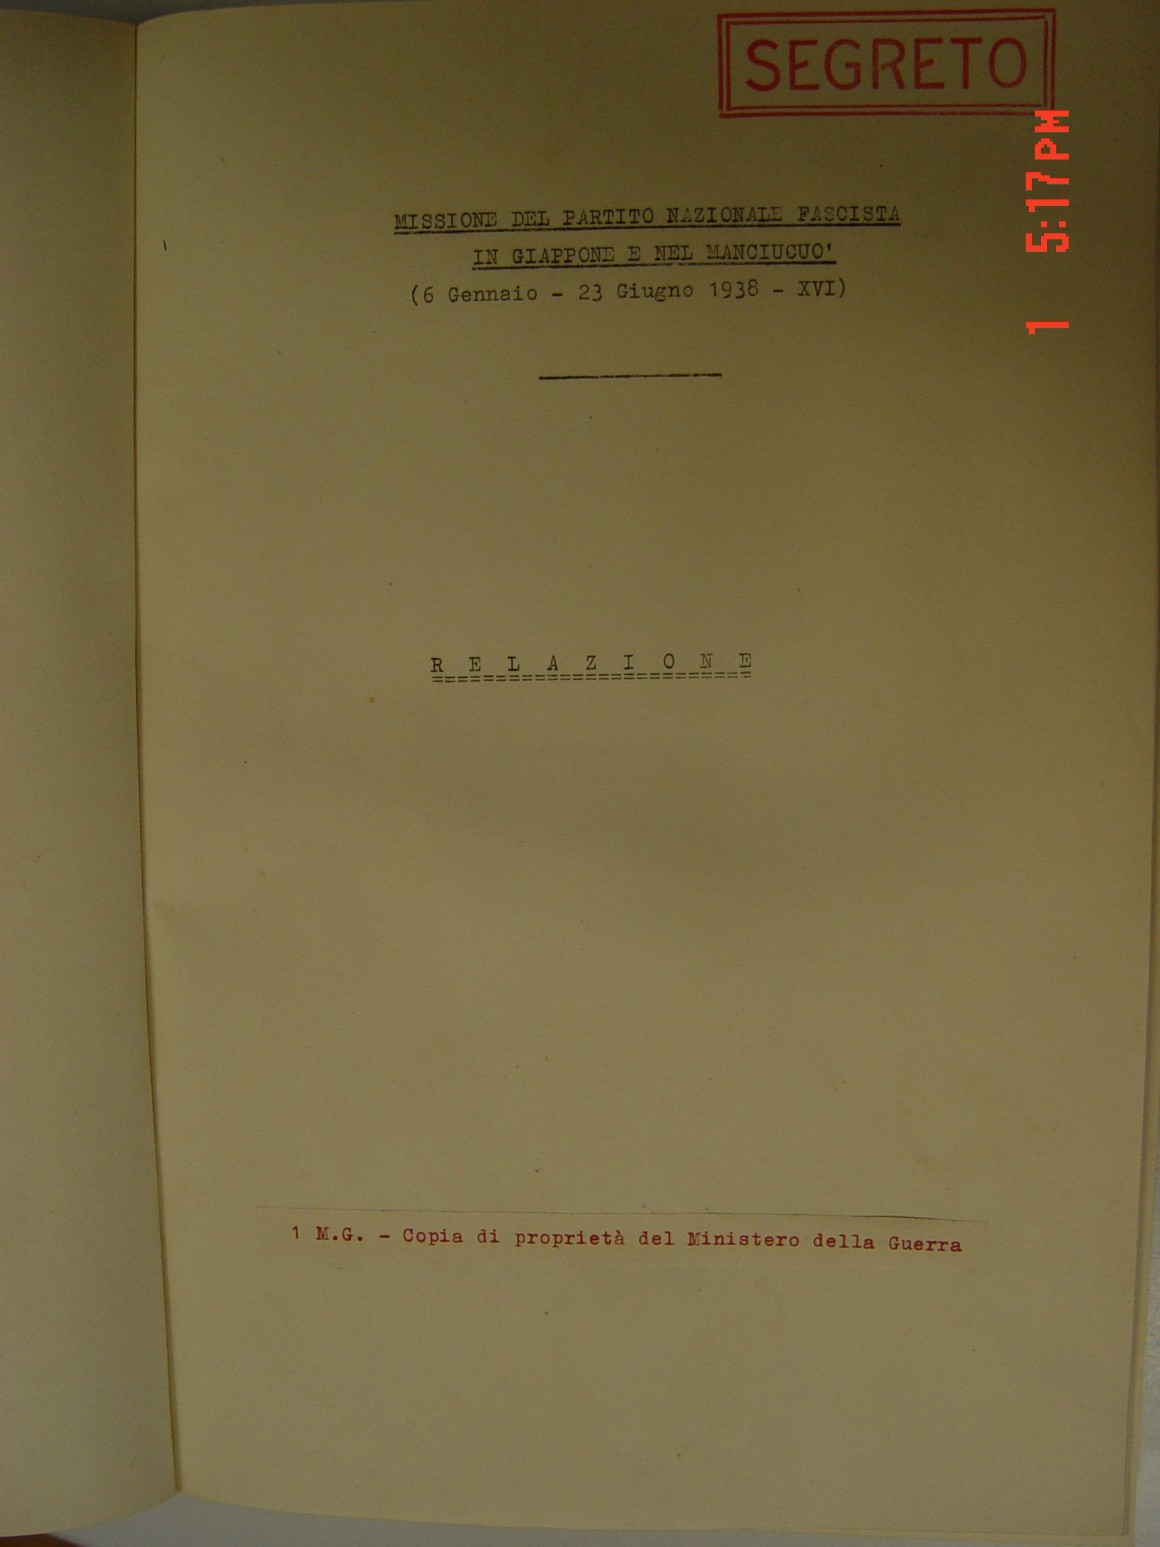 SEGRETO
MISSIONE DEL PARTITO NAZIONALE FASCISTA
IN GIAPPONE E NEL MANCIUCUO'
(6 Gennaio - 23 Giugno 1938 - XVI)
R E L A Z I O N E
1 M.G. - Copia di proprietà del Ministero della Guerra
1 5:17 PM